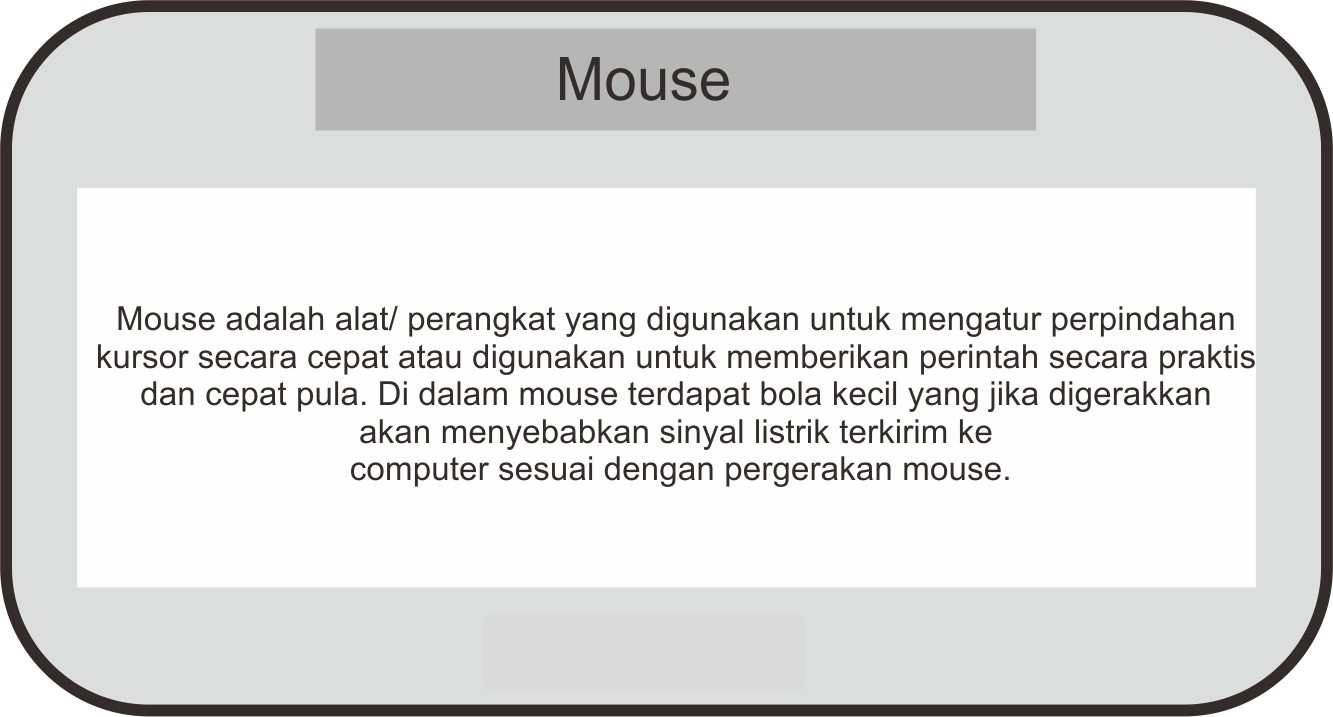 Mouse
Mouse adalah alat/ perangkat yang digunakan untuk mengatur perpindahan
kursor secara cepat atau digunakan untuk memberikan perintah secara praktis
dan cepat pula. Di dalam mouse terdapat bola kecil yang jika digerakkan
akan menyebabkan sinyal listrik terkirim ke
computer sesuai dengan pergerakan mouse.